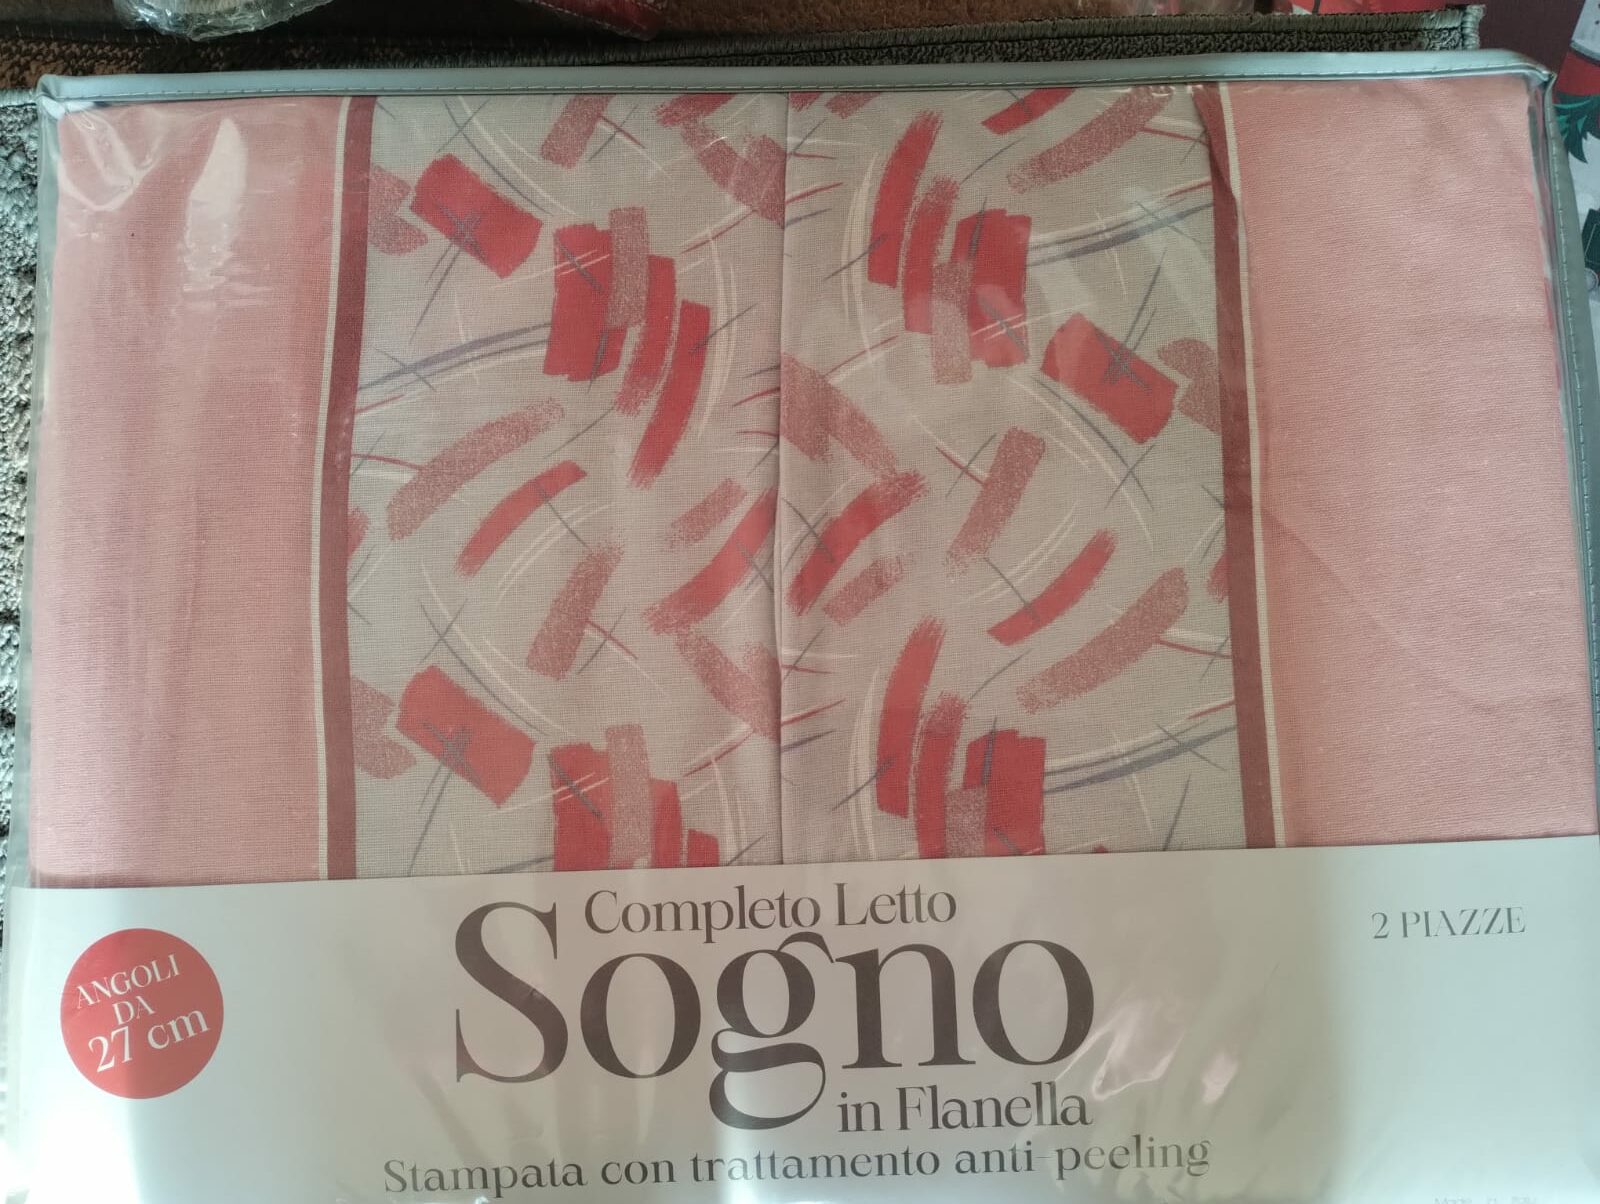 Completo Letto
Sogno
in Flanella
Stampata con trattamento anti-peeling
2 PIAZZE
ANGOLI
DA
27 cm